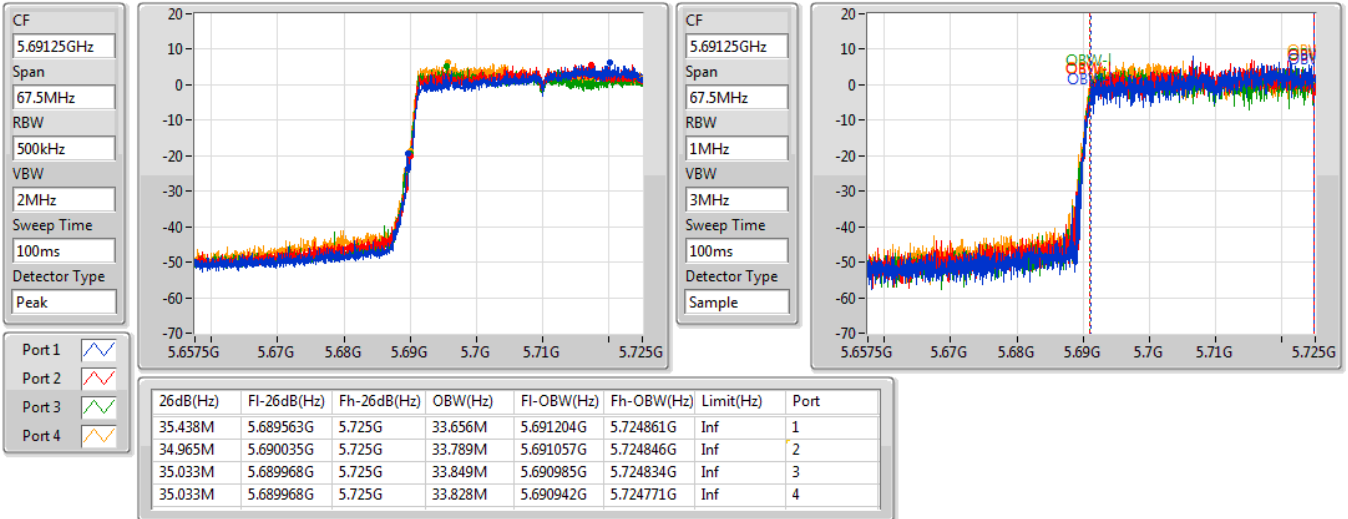 CF
5.69125GHz
Span
67.5MHz
RBW
500kHz
VBW
2MHz
Sweep Time
100ms
Detector Type
Peak
20
10
0
-10
-20
-30
-40
-50
-60
-70
5.6575G 5.67G 5.68G 5.69G 5.7G 5.71G 5.725G
CF
5.69125GHz
Span
67.5MHz
RBW
1MHz
VBW
3MHz
Sweep Time
100ms
Detector Type
Sample
20
10
0
-10
-20
-30
-40
-50
-60
-70
5.6575G 5.67G 5.68G 5.69G 5.7G 5.71G 5.725G
Port 1
Port 2
Port 3
Port 4
26dB(Hz) Fl-26dB(Hz) Fh-26dB(Hz) OBW(Hz) Fl-OBW(Hz) Fh-OBW(Hz) Limit(Hz) Port
35.438M 5.689563G 5.725G 33.656M 5.691204G 5.724861G Inf 1
34.965M 5.690035G 5.725G 33.789M 5.691057G 5.724846G Inf 2
35.033M 5.689968G 5.725G 33.849M 5.690985G 5.724834G Inf 3
35.033M 5.689968G 5.725G 33.828M 5.690942G 5.724771G Inf 4